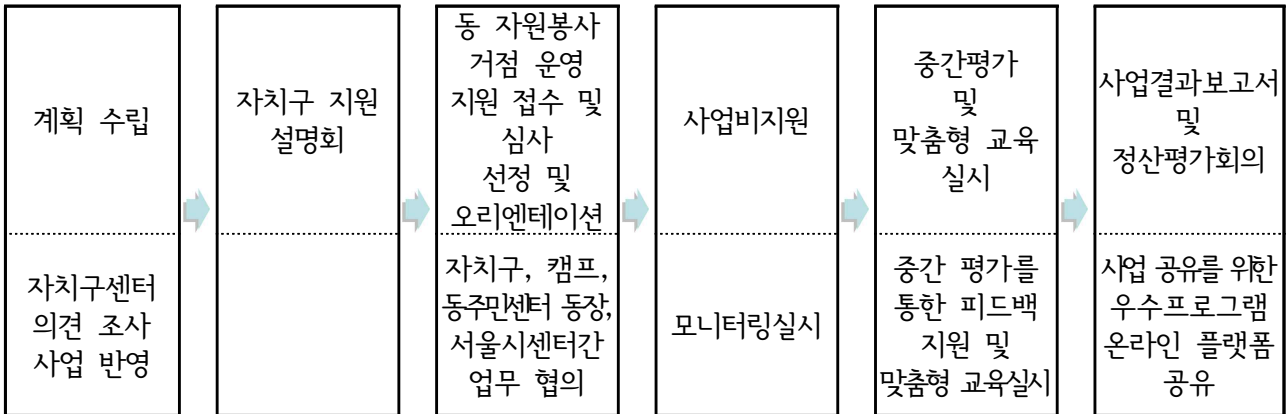 계획 수립
자치구센터
의견 조사
사업 반영
자치구 지원
설명회
동 자원봉사
거점 운영
지원 접수 및
심사
선정 및
오리엔테이션
자치구, 캠프,
동주민센터 동장,
서울시센터간
업무 협의
사업비지원
모니터링실시
중간평가
및
맞춤형 교육
실시
중간 평가를
통한 피드백
지원 및
맞춤형 교육실시
사업결과보고서
및
정산평가회의
사업 공유를 위한
우수프로그램
온라인 플랫폼
공유